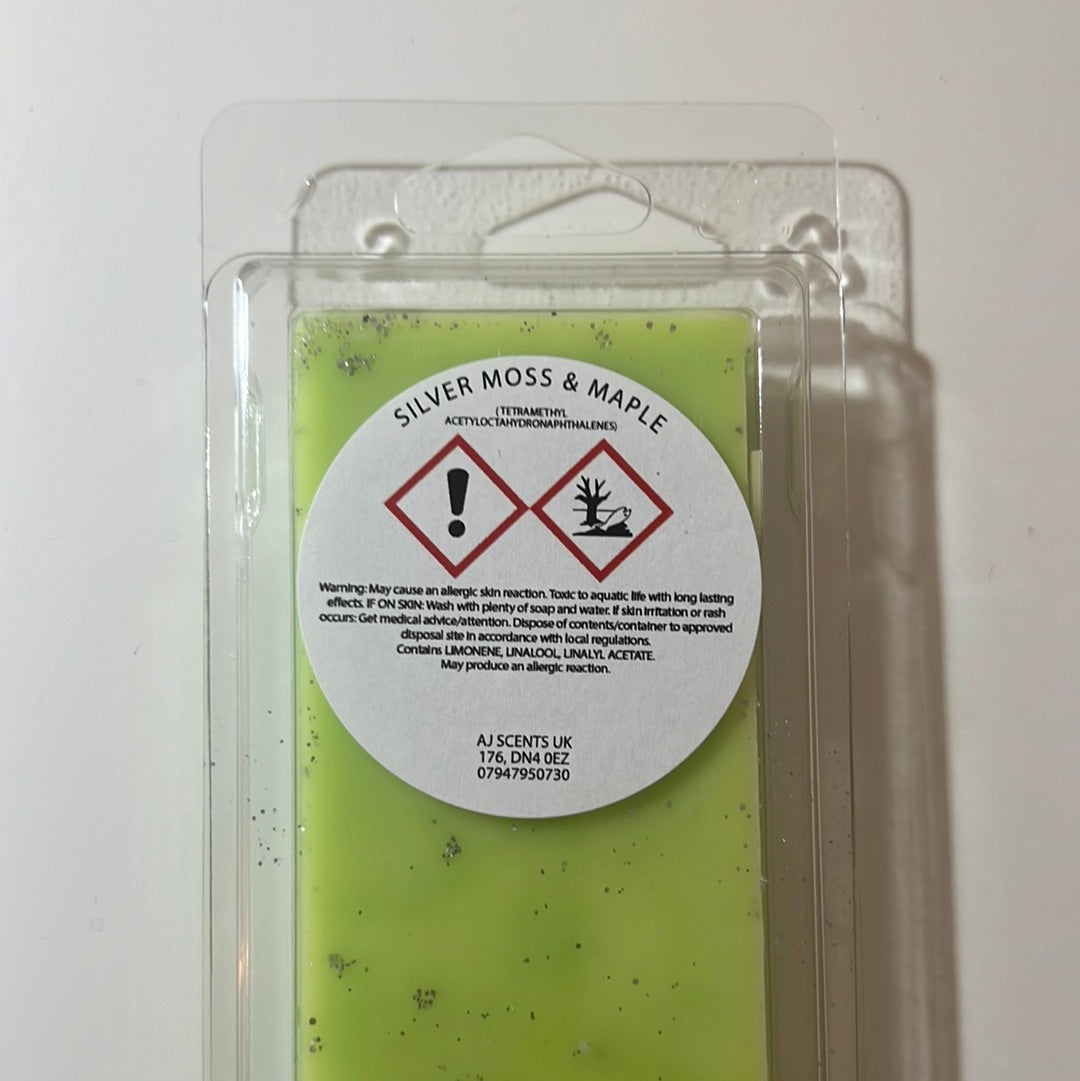 SILVER MOSS & MAPLE
(TETRAMETHYL
ACETYLOCTAHYDRONAPHTHALENES)
Warning: May cause an allergic skin reaction. Toxic to aquatic life with long lasting
effects. IF ON SKIN: Wash with plenty of soap and water. If skin irritation or rash
occurs: Get medical advice/attention. Dispose of contents/container to approved
disposal site in accordance with local regulations.
Contains LIMONENE, LINALOOL, LINALYL ACETATE.
May produce an allergic reaction.
AJ SCENTS UK
176, DN4 0EZ
07947950730